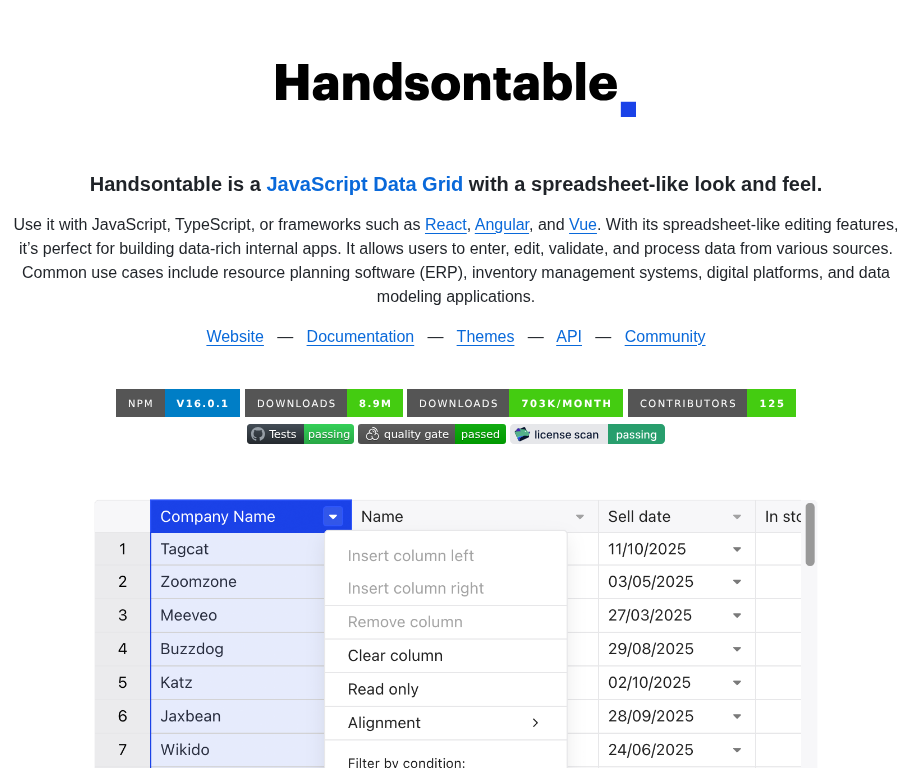 Handsontable
Handsontable is a JavaScript Data Grid with a spreadsheet-like look and feel.
Use it with JavaScript, TypeScript, or frameworks such as React, Angular, and Vue. With its spreadsheet-like editing features,
it’s perfect for building data-rich internal apps. It allows users to enter, edit, validate, and process data from various sources.
Common use cases include resource planning software (ERP), inventory management systems, digital platforms, and data
modeling applications.
Website — Documentation — Themes — API — Community
NPM V16.0.1 DOWNLOADS 8.9M DOWNLOADS 703K/MONTH CONTRIBUTORS 125
Tests passing quality gate passed license scan passing
Company Name Name Sell date In sto
1 Tagcat 11/10/2025
Insert column left
2 Zoomzone 03/05/2025
Insert column right
3 Meeveo 27/03/2025
Remove column
4 Buzzdog 29/08/2025
Clear column
5 Katz 02/10/2025
Read only
6 Jaxbean 28/09/2025
Alignment
7 Wikido 24/06/2025
Filter by condition: